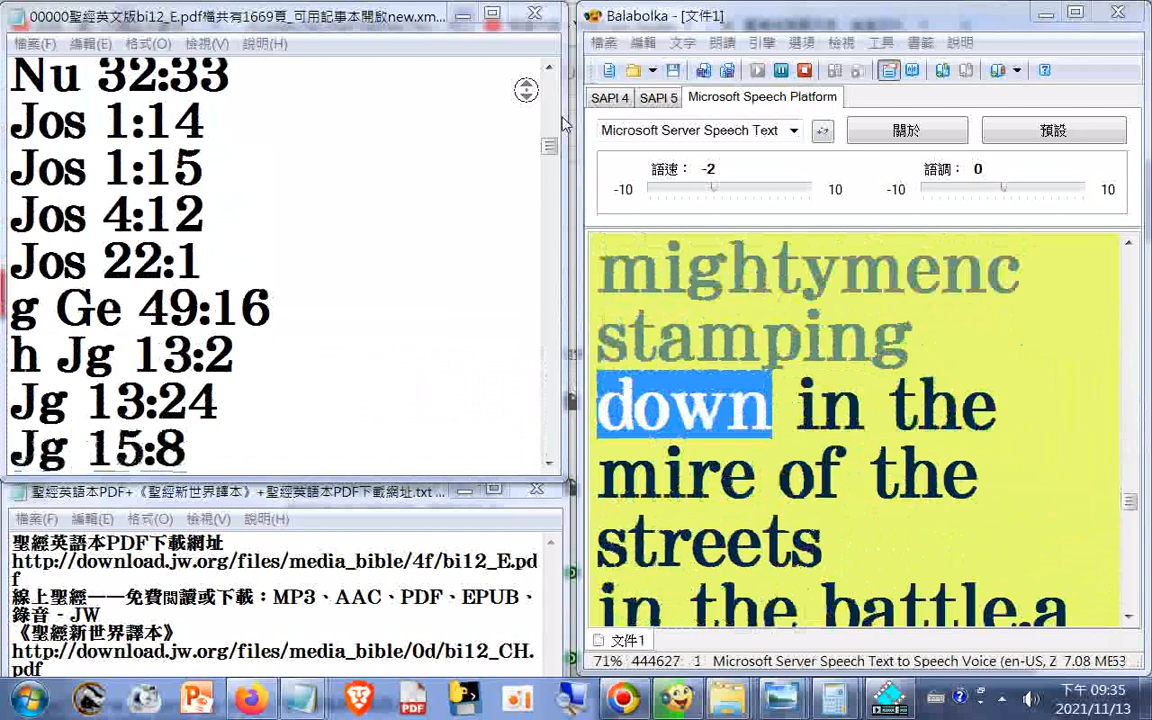 00000聖經英文版bi12_E.pdf檔共有1669頁_可用記事本開啟new.xm...
檔案(F) 編輯(E) 格式(O) 檢視(V) 說明(H)
Nu 32:33
Jos 1:14
Jos 1:15
Jos 4:12
Jos 22:1
g Ge 49:16
h Jg 13:2
Jg 13:24
Jg 15:8
聖經英語本PDF+《聖經新世界譯本》+聖經英語本PDF下載網址.txt ...
檔案(F) 編輯(E) 格式(O) 檢視(V) 說明(H)
聖經英語本PDF下載網址
http://download.jw.org/files/media_bible/4f/bi12_E.pd
f
線上聖經──免費閱讀或下載：MP3、AAC、PDF、EPUB、
錄音 - JW
《聖經新世界譯本》
http://download.jw.org/files/media_bible/0d/bi12_CH.
pdf
Balabolka - [文件1]
檔案 編輯 文字 朗讀 引擎 選項 檢視 工具 書籤 說明
SAPI 4 SAPI 5 Microsoft Speech Platform
Microsoft Server Speech Text 關於 預設
語速： -2 語調： 0
-10 10 -10 10
mightymenc
stamping
down in the
mire of the
streets
in the battle.a
文件1
71% 444627 1 Microsoft Server Speech Text to Speech Voice (en-US, Z 7.08 ME53
PDF
下午 09:35
2021/11/13